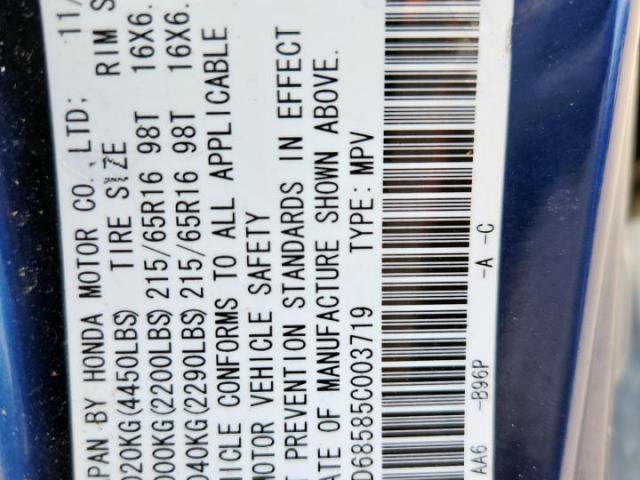 APAN BY HONDA MOTOR CO.,LTD; 11/
020KG(4450LBS) TIRE SIZE RIM S
000KG(2200LBS) 215/65R16 98T 16X6.
040KG(2290LBS) 215/65R16 98T 16X6.
HICLE CONFORMS TO ALL APPLICABLE
MOTOR VEHICLE SAFETY
T PREVENTION STANDARDS IN EFFECT
ATE OF MANUFACTURE SHOWN ABOVE.
D68585C003719 TYPE: MPV
AA6 -B96P -A -C